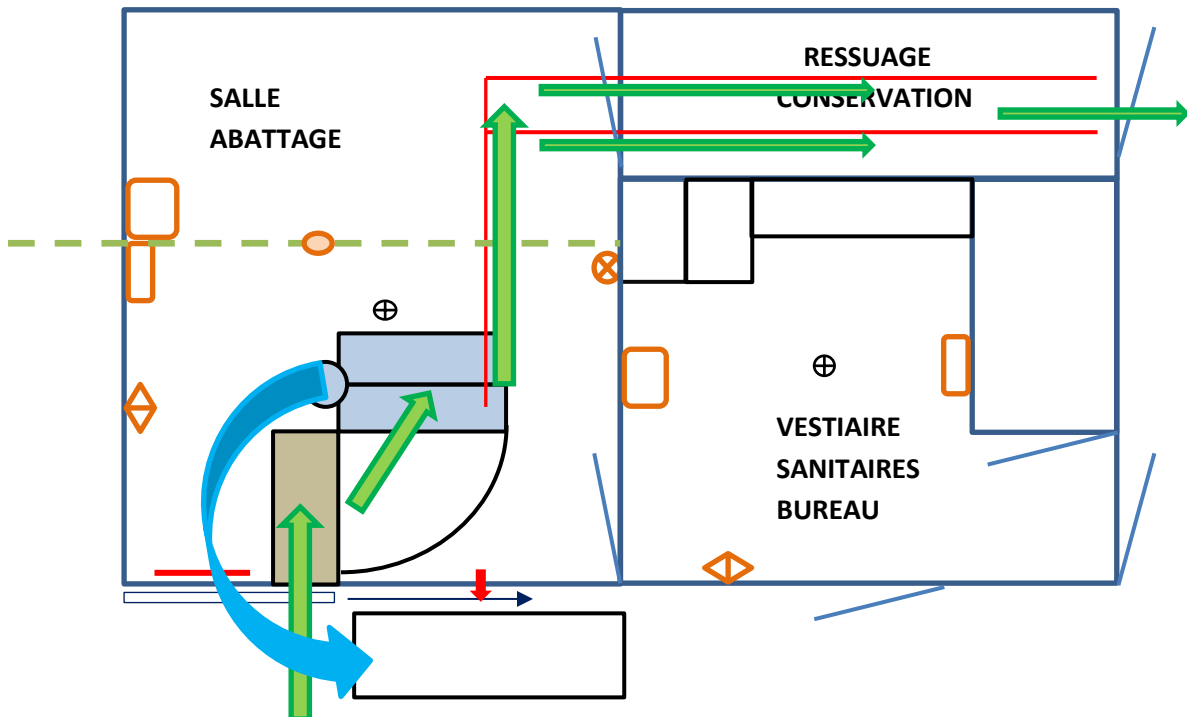 SALLE
ABATTAGE
RESSUAGE
CONSERVATION
VESTIAIRE
SANITAIRES
BUREAU